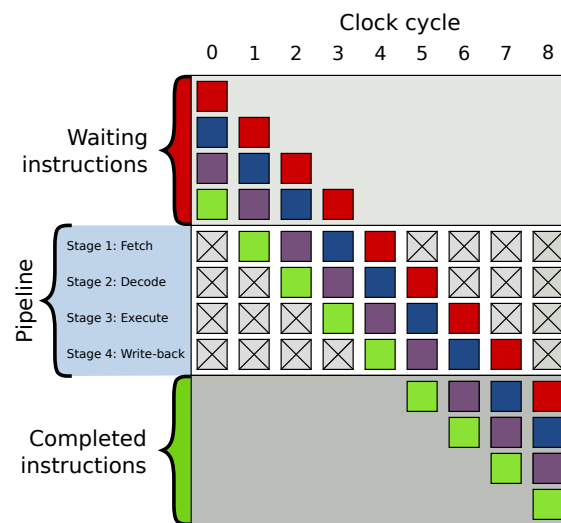 Clock cycle
0 1 2 3 4 5 6 7 8
Waiting
instructions
Pipeline
Stage 1: Fetch
Stage 2: Decode
Stage 3: Execute
Stage 4: Write-back
Completed
instructions